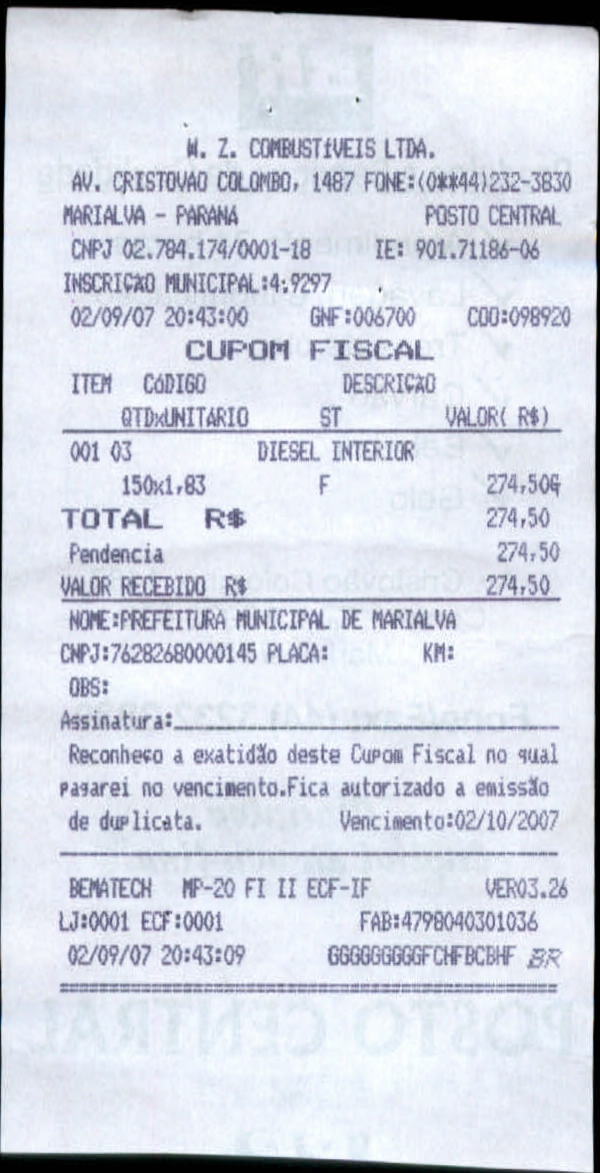 W. Z. COMBUSTÍVEIS LTDA.
AV. CRISTOVAO COLOMBO, 1487 FONE:(0**44)232-3830
MARIALVA - PARANÁ POSTO CENTRAL
CNPJ 02.784.174/0001-18 IE: 901.71186-06
INSCRIÇÃO MUNICIPAL:4.9297
02/09/07 20:43:00 GNF:006700 COO:098920
CUPOM FISCAL
ITEM CóDIGO DESCRIÇÃO
QTDxUNITÁRIO ST VALOR( R$)
001 03 DIESEL INTERIOR
150x1,83 F 274,50G
TOTAL R$ 274,50
Pendencia 274,50
VALOR RECEBIDO R$ 274,50
NOME:PREFEITURA MUNICIPAL DE MARIALVA
CNPJ:76282680000145 PLACA: KM:
OBS:
Assinatura:
Reconheço a exatidão deste Cupom Fiscal no qual
pagarei no vencimento.Fica autorizado a emissão
de duplicata. Vencimento:02/10/2007
BEMATECH MP-20 FI II ECF-IF VER03.26
LJ:0001 ECF:0001 FAB:4798040301036
02/09/07 20:43:09 GGGGGGGGGFCHFBCBHF BR
POSTO CENTRAL